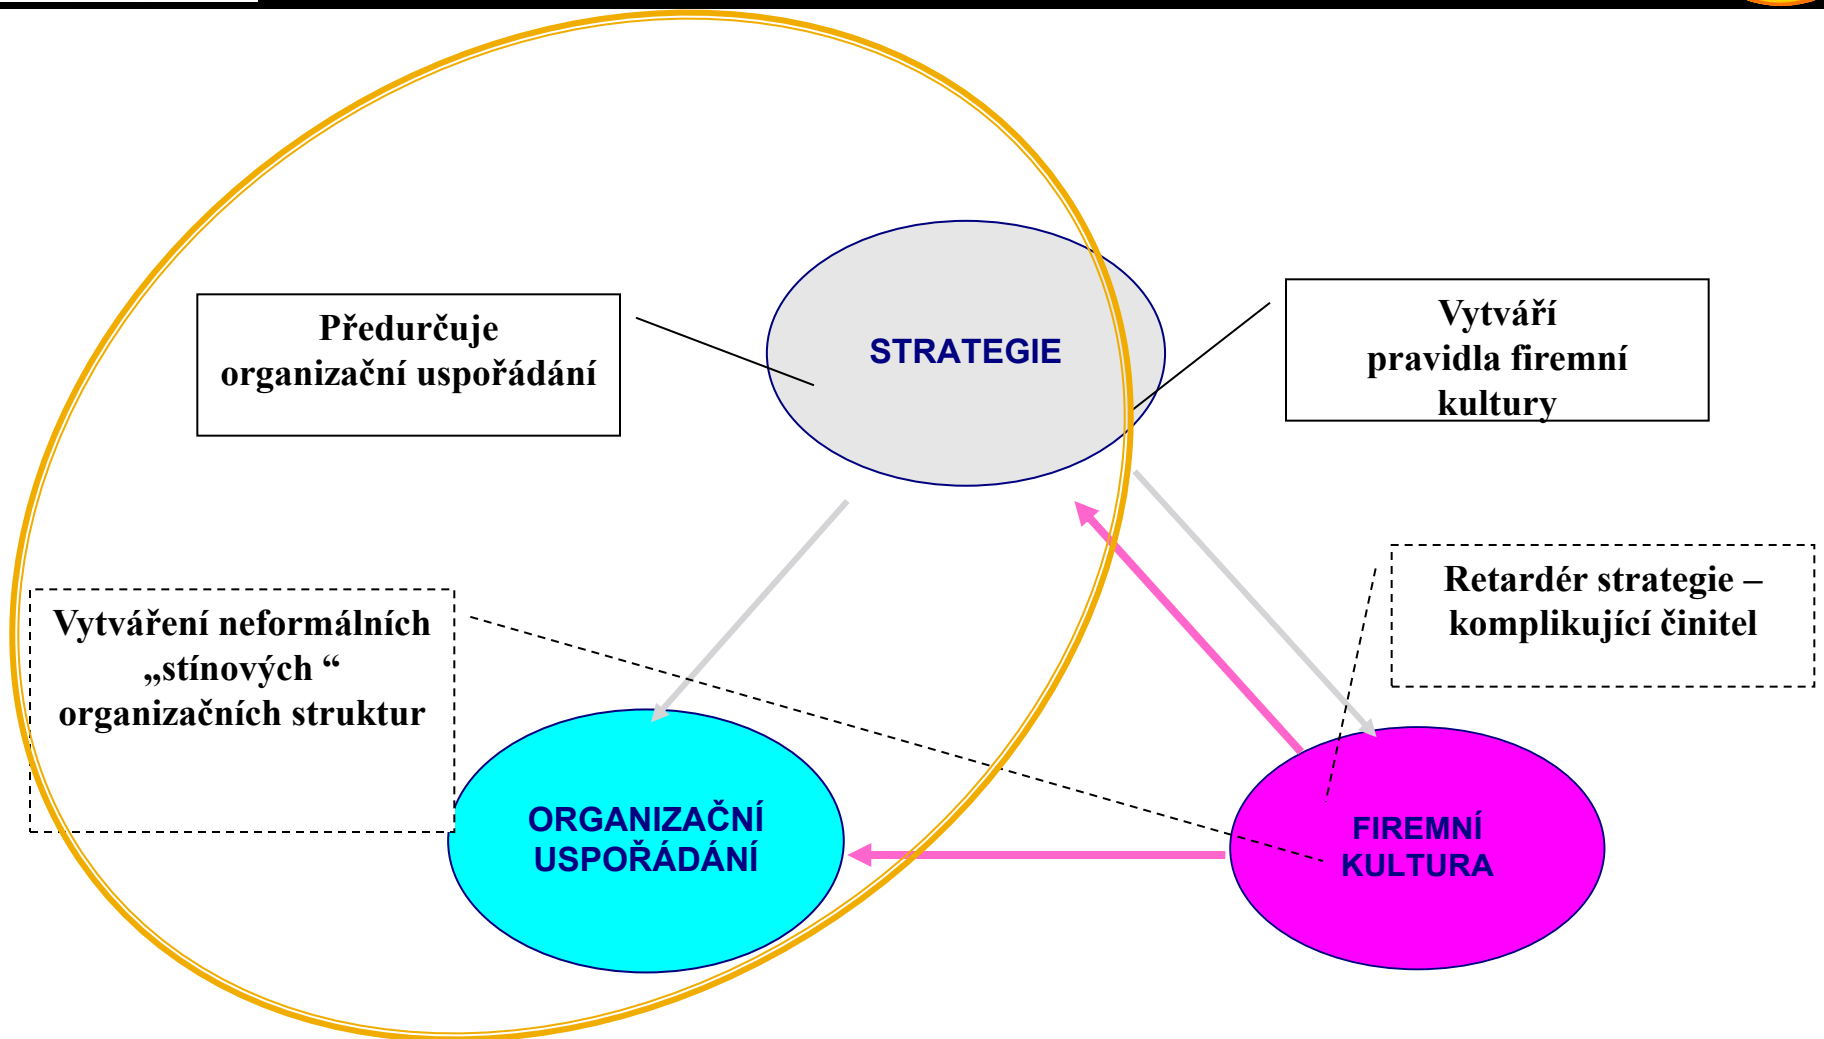 Předurčuje
organizační uspořádání
STRATEGIE
Vytváří
pravidla firemní
kultury
Vytváření neformálních
„stínových “
organizačních struktur
Retardér strategie –
komplikující činitel
ORGANIZAČNÍ
USPOŘÁDÁNÍ
FIREMNÍ
KULTURA